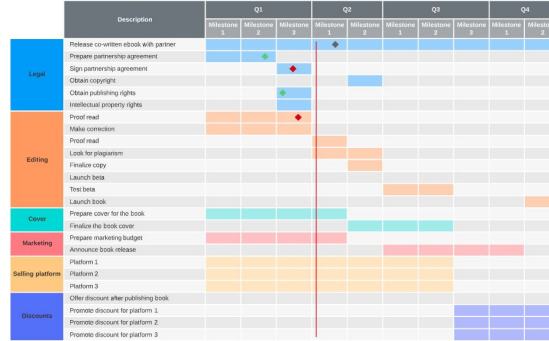 Description
Q1
Q2
Q3
Q4
Milestone 1
Milestone 2
Milestone 3
Milestone 1
Milestone 2
Milestone 1
Milestone 2
Milestone 3
Milestone 1
Milestone 2
Legal
Release co-written ebook with partner
Prepare partnership agreement
Sign partnership agreement
Obtain copyright
Obtain publishing rights
Intellectual property rights
Editing
Proof read
Make correction
Proof read
Look for plagiarism
Finalize copy
Launch beta
Test beta
Launch book
Cover
Prepare cover for the book
Finalize the book cover
Marketing
Prepare marketing budget
Announce book release
Selling platform
Platform 1
Platform 2
Platform 3
Discounts
Offer discount after publishing book
Promote discount for platform 1
Promote discount for platform 2
Promote discount for platform 3